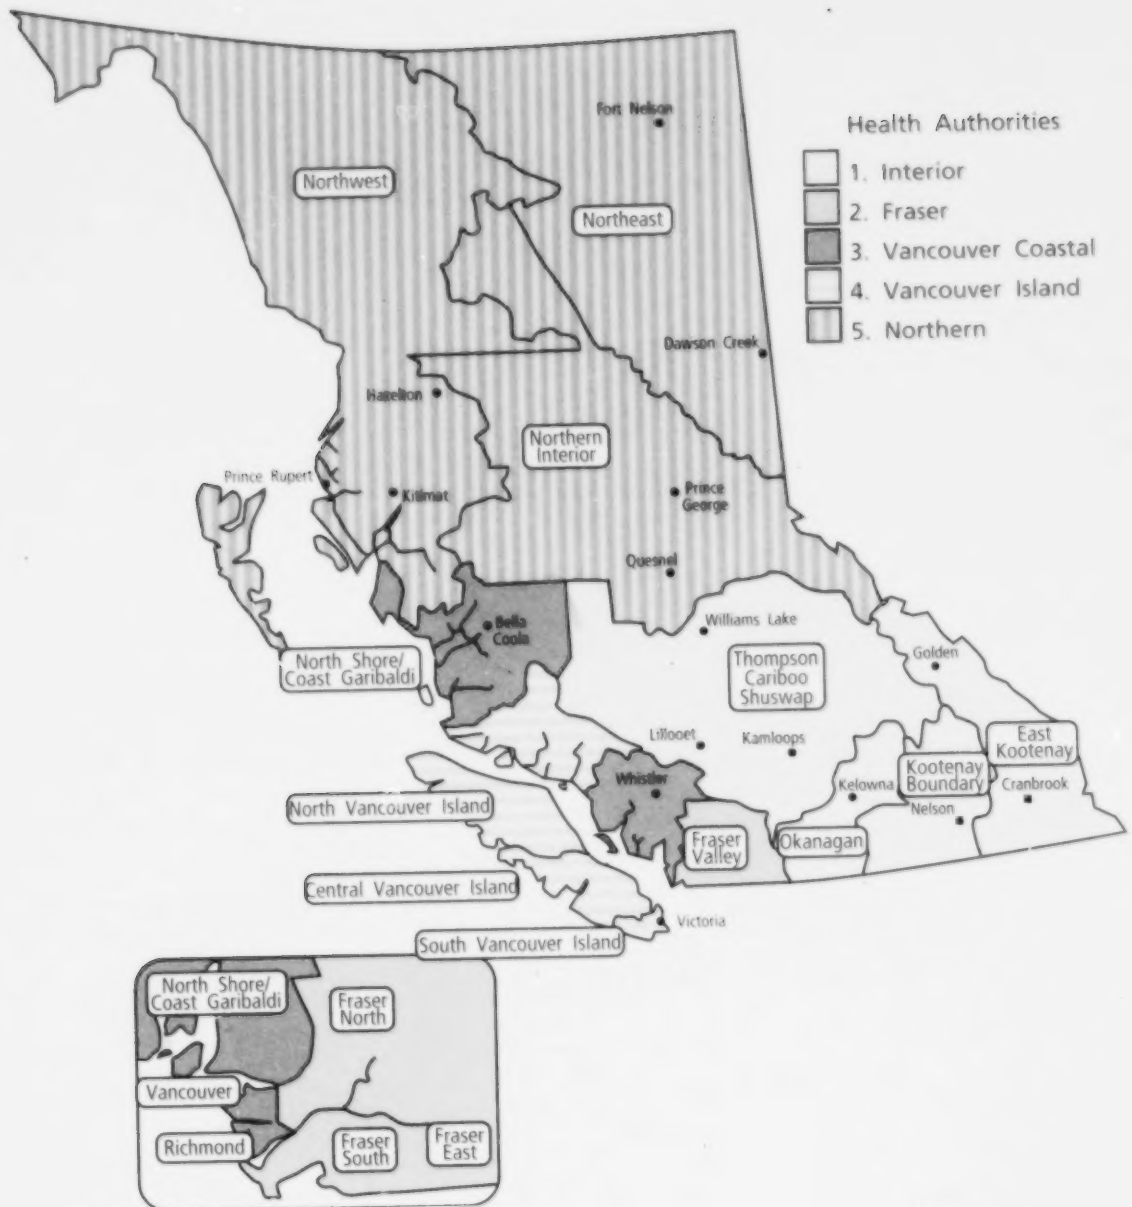 Fort Nelson
Health Authorities
1. Interior
2. Fraser
3. Vancouver Coastal
4. Vancouver Island
5. Northern
Northwest
Northeast
Dawson Creek
Hazelton
Northern
Interior
Prince Rupert
Kitimat
Prince
George
Quesnel
Williams Lake
Bella
Coola
North Shore/
Coast Garibaldi
Thompson
Cariboo
Shuswap
Golden
Lillooet
Kamloops
East
Kootenay
Whistler
Kelowna
Kootenay
Boundary
Cranbrook
Nelson
North Vancouver Island
Fraser
Valley
Okanagan
Central Vancouver Island
Victoria
South Vancouver Island
North Shore/
Coast Garibaldi
Fraser
North
Vancouver
Richmond
Fraser
South
Fraser
East